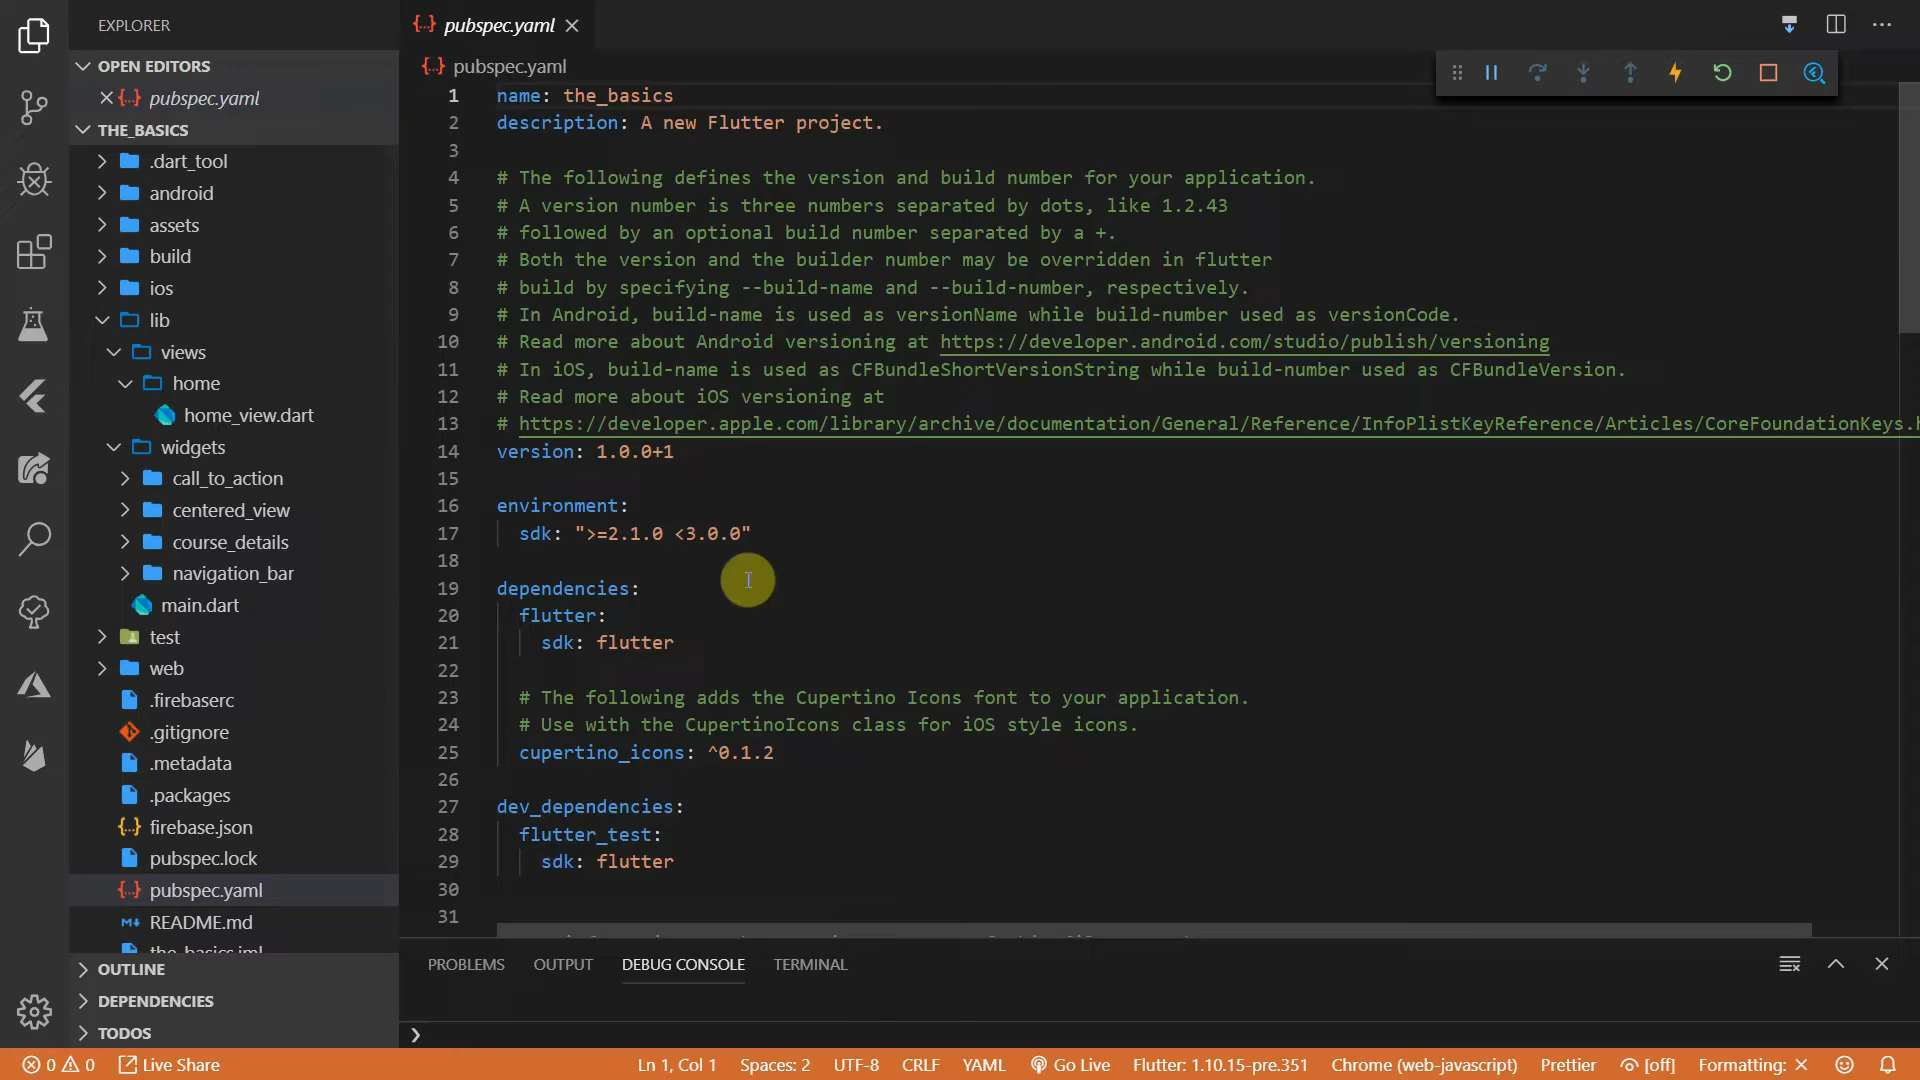 EXPLORER
OPEN EDITORS
pubspec.yaml
THE_BASICS
.dart_tool
android
assets
build
ios
lib
views
home
home_view.dart
widgets
call_to_action
centered_view
course_details
navigation_bar
main.dart
test
web
.firebaserc
.gitignore
.metadata
.packages
firebase.json
pubspec.lock
pubspec.yaml
README.md
the_basics.iml
OUTLINE
DEPENDENCIES
TODOS
pubspec.yaml
pubspec.yaml
1 name: the_basics
2 description: A new Flutter project.
3
4 # The following defines the version and build number for your application.
5 # A version number is three numbers separated by dots, like 1.2.43
6 # followed by an optional build number separated by a +.
7 # Both the version and the builder number may be overridden in flutter
8 # build by specifying --build-name and --build-number, respectively.
9 # In Android, build-name is used as versionName while build-number used as versionCode.
10 # Read more about Android versioning at https://developer.android.com/studio/publish/versioning
11 # In iOS, build-name is used as CFBundleShortVersionString while build-number used as CFBundleVersion.
12 # Read more about iOS versioning at
13 # https://developer.apple.com/library/archive/documentation/General/Reference/InfoPlistKeyReference/Articles/CoreFoundationKeys.h
14 version: 1.0.0+1
15
16 environment:
17 sdk: ">=2.1.0 <3.0.0"
18
19 dependencies:
20 flutter:
21 sdk: flutter
22
23 # The following adds the Cupertino Icons font to your application.
24 # Use with the CupertinoIcons class for iOS style icons.
25 cupertino_icons: ^0.1.2
26
27 dev_dependencies:
28 flutter_test:
29 sdk: flutter
30
31
PROBLEMS OUTPUT DEBUG CONSOLE TERMINAL
0 0 Live Share Ln 1, Col 1 Spaces: 2 UTF-8 CRLF YAML Go Live Flutter: 1.10.15-pre.351 Chrome (web-javascript) Prettier [off] Formatting: ✕